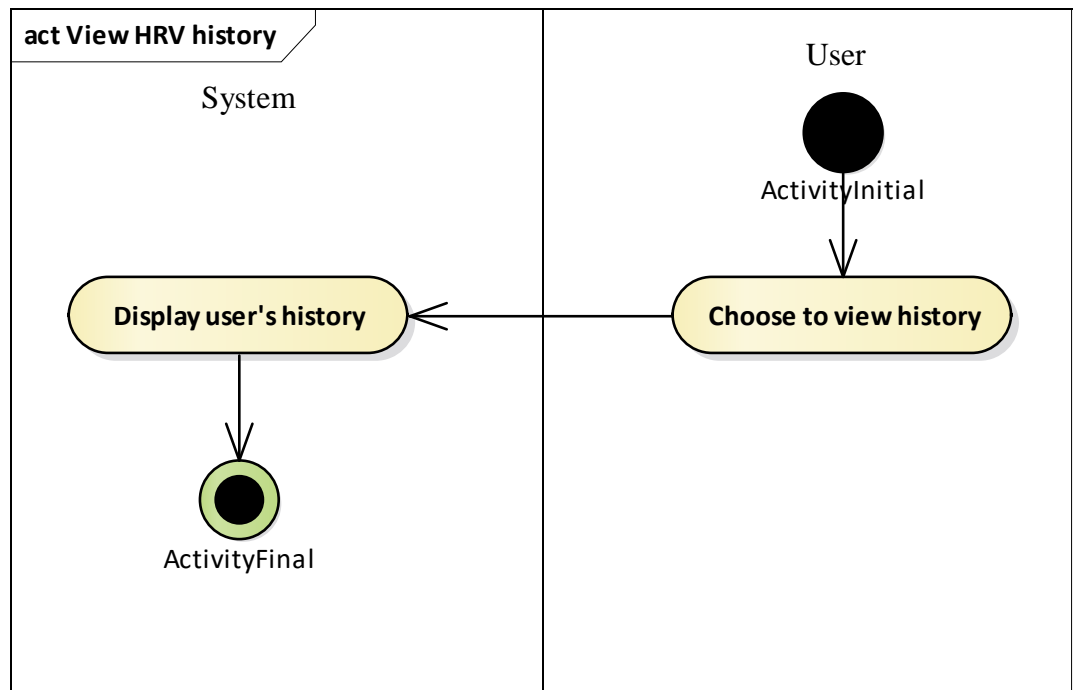 act View HRV history
System
User
ActivityInitial
Display user's history
Choose to view history
ActivityFinal